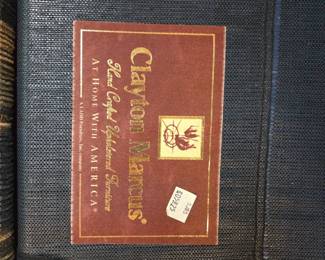 Clayton Marcus®
Hand Crafted Upholstered Furniture
AT HOME WITH AMERICA®